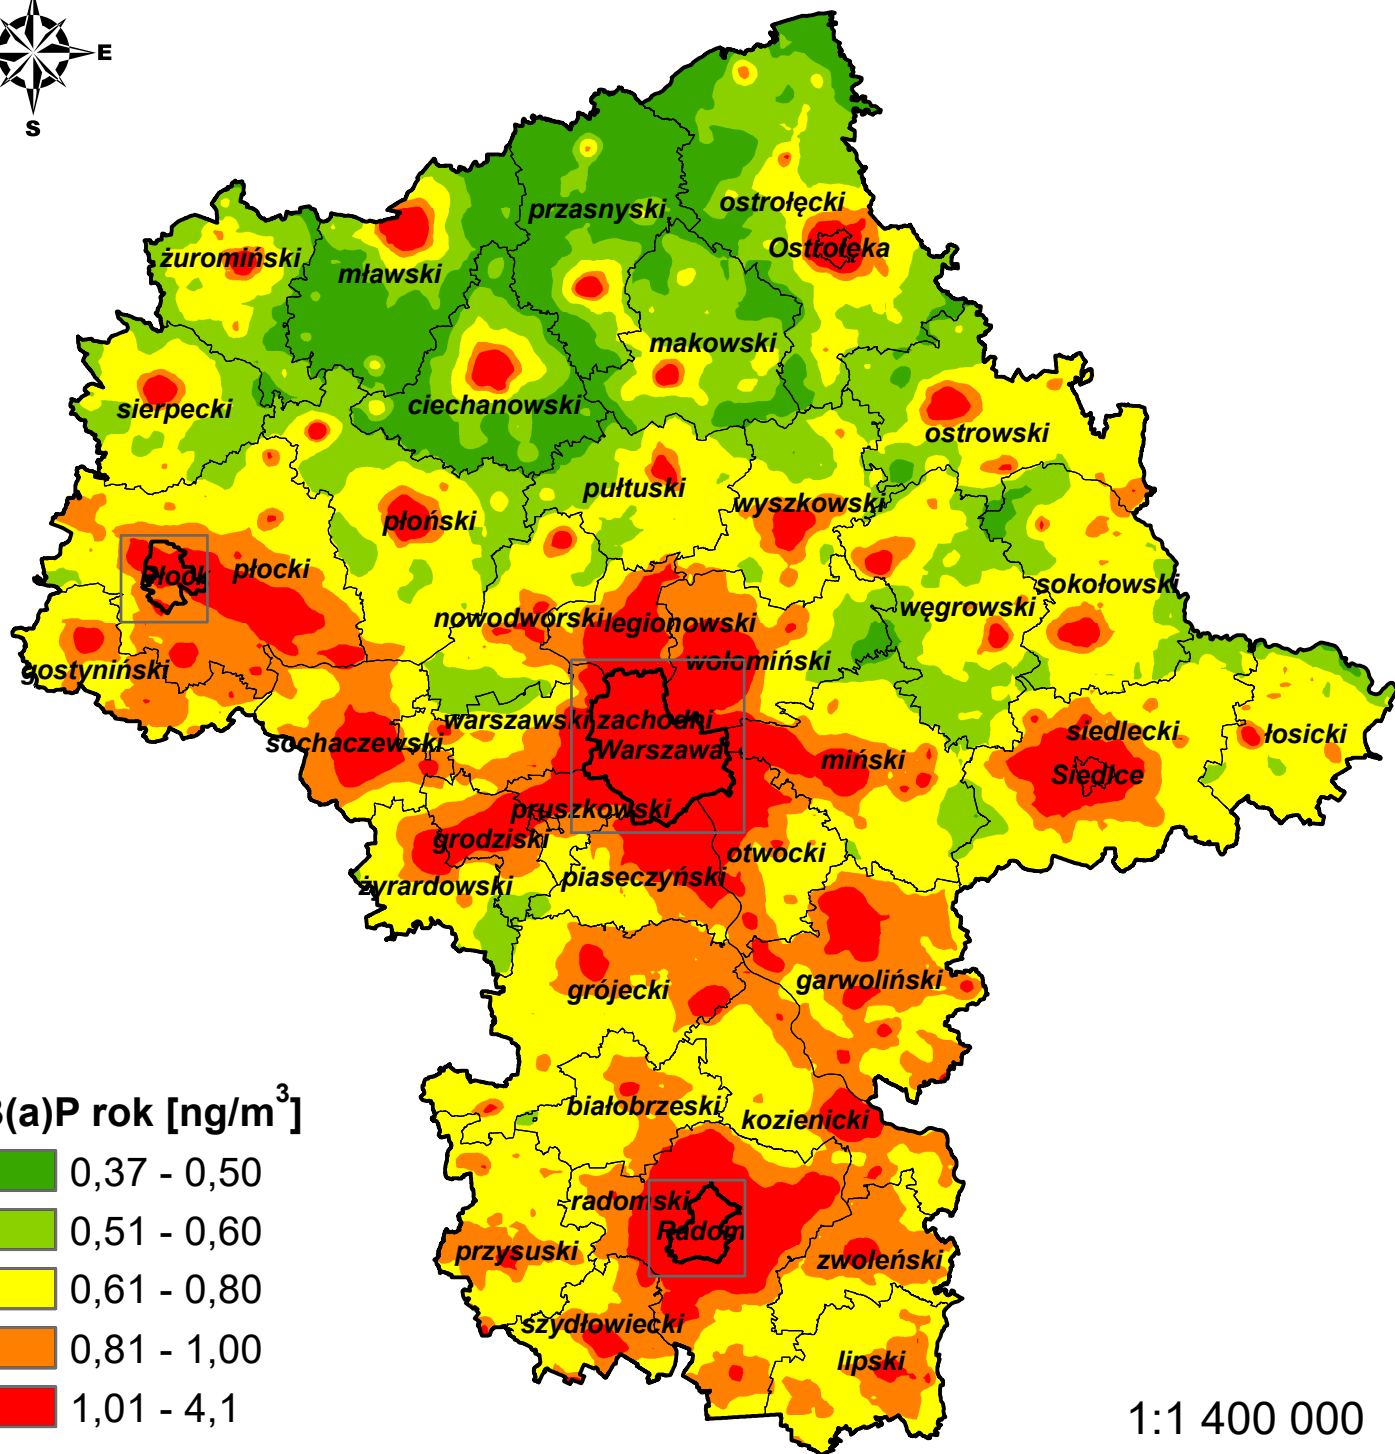 E
S
przasnyski
ostrołęcki
Ostrołęka
żuromiński
mławski
makowski
sierpecki
ciechanowski
ostrowski
pułtuski
wyszkowski
płoński
Płock
płocki
sokołowski
węgrowski
nowodworski
legionowski
wołomiński
gostyniński
warszawski zachodni
siedlecki
łosicki
sochaczewski
Warszawa
miński
Siedlce
pruszkowski
grodziski
otwocki
żyrardowski
piaseczyński
grójecki
garwoliński
białobrzeski
kozienicki
(a)P rok [ng/m³]
0,37 - 0,50
0,51 - 0,60
0,61 - 0,80
0,81 - 1,00
1,01 - 4,1
radomski
Radom
przysuski
zwoleński
szydłowiecki
lipski
1:1 400 000